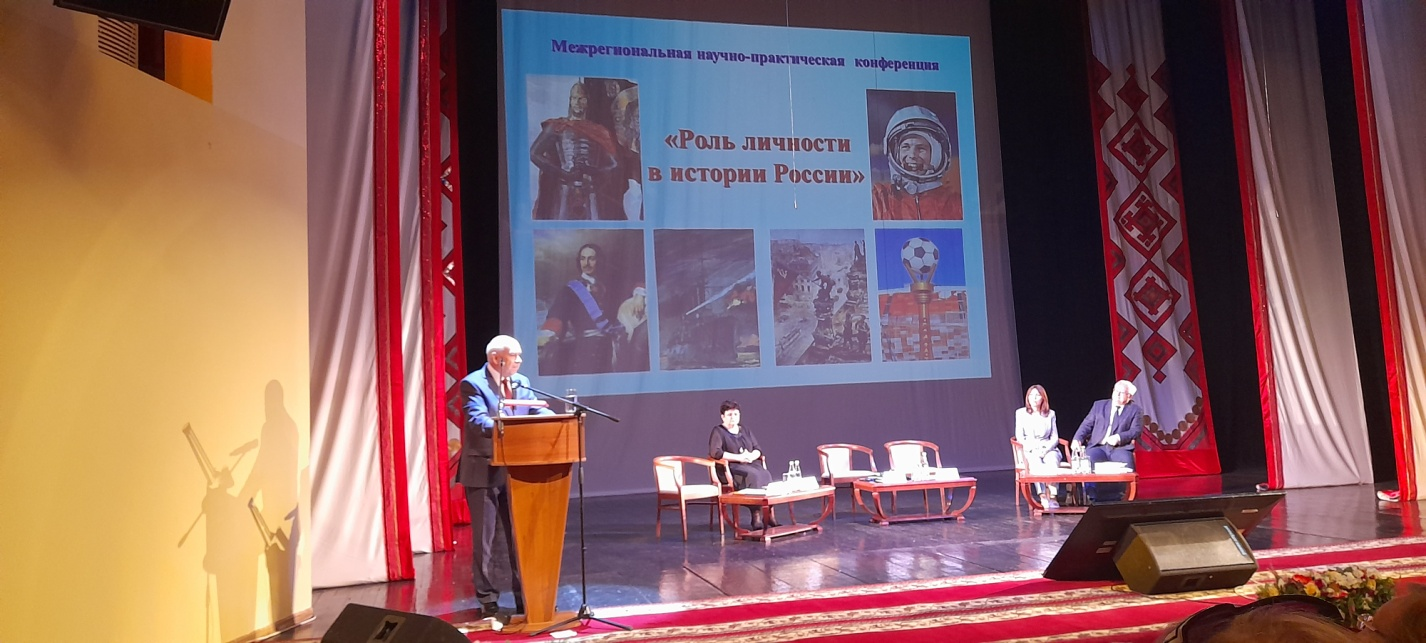 Межрегиональная научно-практическая конференция
«Роль личности
в истории России»